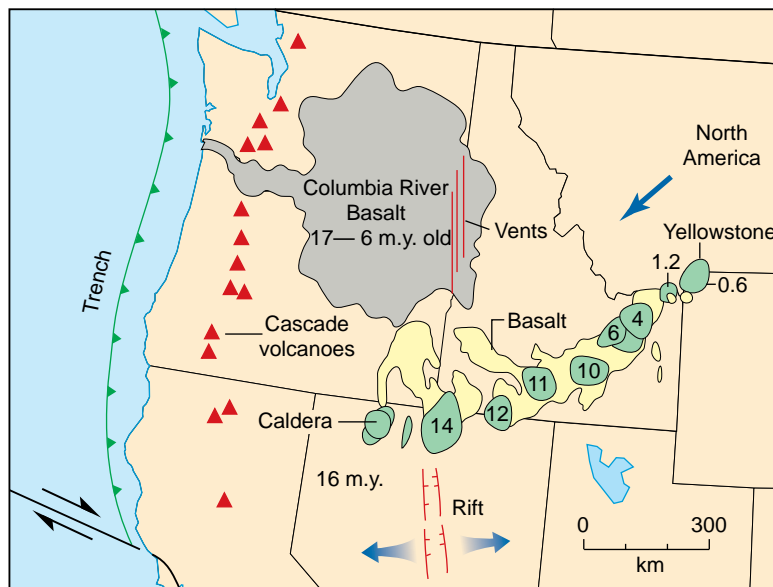 North
America
Columbia River
Basalt
17— 6 m.y. old
Vents
Yellowstone
1.2
0.6
Trench
Cascade
volcanoes
Basalt
4
6
10
11
12
14
Caldera
16 m.y.
Rift
0
300
km